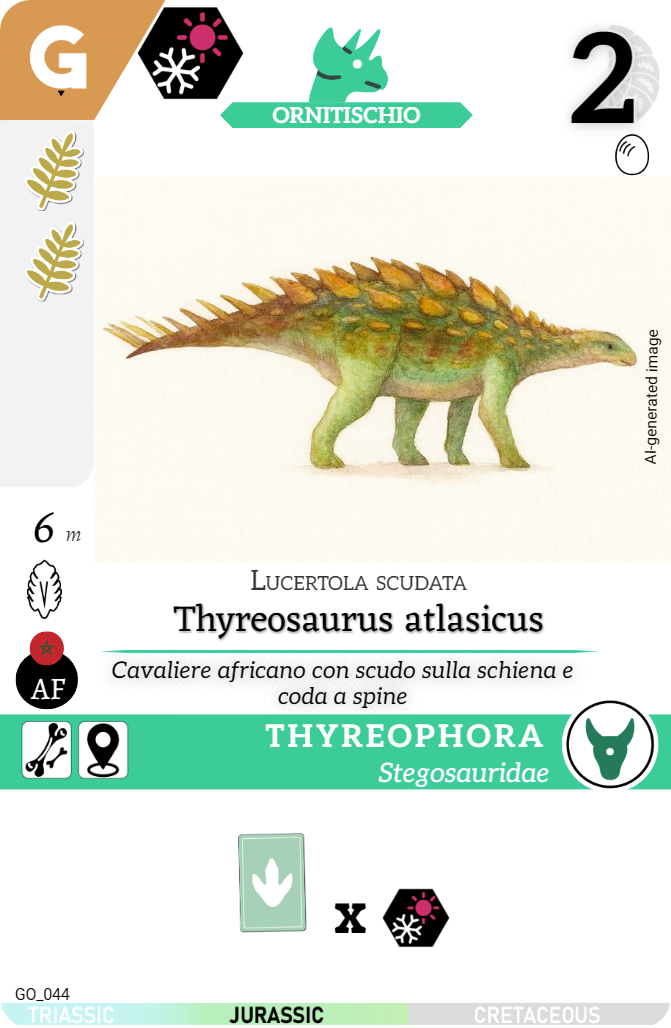 G
ORNITISCHIO
2
AI-generated image
6 m
LUCERTOLA SCUDATA
Thyreosaurus atlasicus
AF
Cavaliere africano con scudo sulla schiena e
coda a spine
THYREOPHORA
Stegosauridae
x
GO_044
TRIASSIC JURASSIC CRETACEOUS